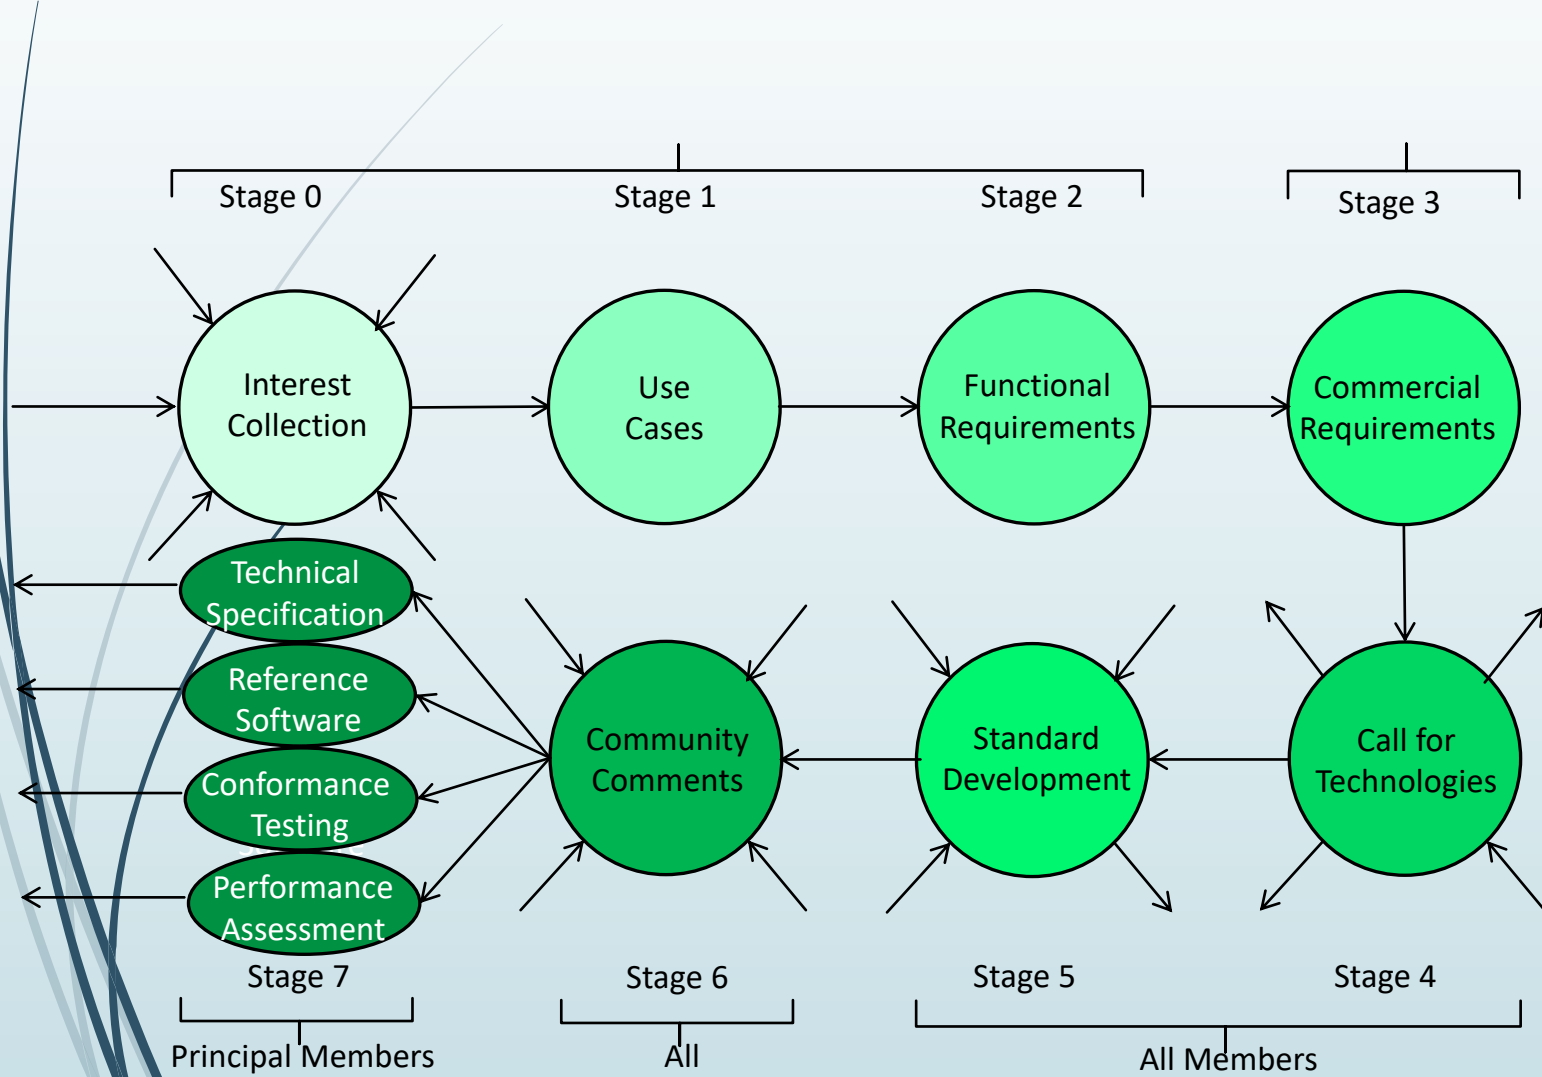 Stage 0
Stage 1
Stage 2
Stage 3
Interest
Collection
Use
Cases
Functional
Requirements
Commercial
Requirements
Technical
Specification
Reference
Software
Conformance
Testing
Performance
Assessment
Community
Comments
Standard
Development
Call for
Technologies
Stage 7
Stage 6
Stage 5
Stage 4
Principal Members
All
All Members